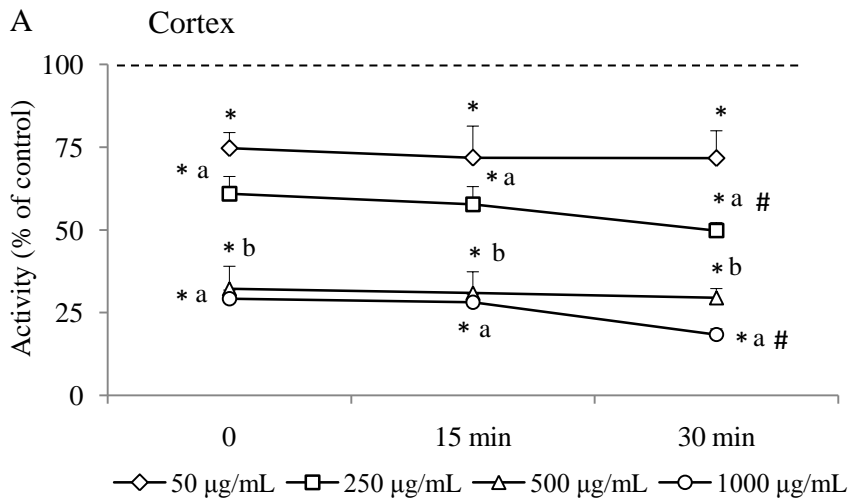 A Cortex
100
* * *
75
* a * a
* a #
50
* b * b
* b
* a
25
* a
* a #
0
Activity (% of control)
0 15 min 30 min
50 µg/mL 250 µg/mL 500 µg/mL 1000 µg/mL